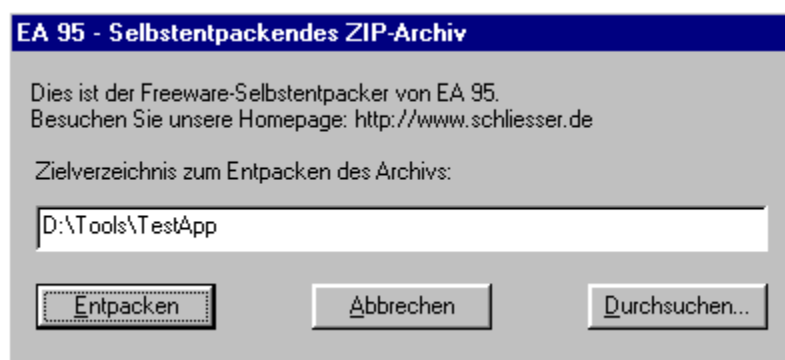 EA 95 - Selbstentpackendes ZIP-Archiv
Dies ist der Freeware-Selbstentpacker von EA 95.
Besuchen Sie unsere Homepage: http://www.schliesser.de
Zielverzeichnis zum Entpacken des Archivs:
D:\Tools\TestApp
Entpacken Abbrechen Durchsuchen...